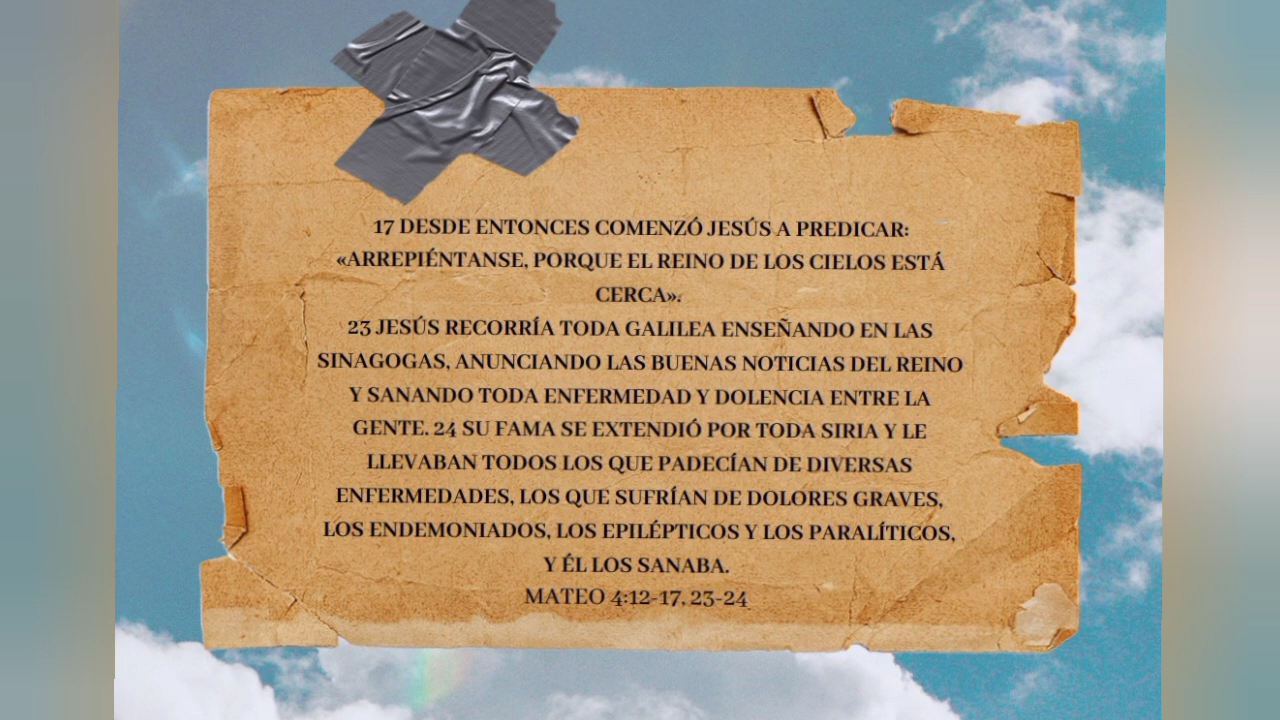 17 DESDE ENTONCES COMENZÓ JESÚS A PREDICAR:
«ARREPIÉNTANSE, PORQUE EL REINO DE LOS CIELOS ESTÁ
CERCA».
23 JESÚS RECORRÍA TODA GALILEA ENSEÑANDO EN LAS
SINAGOGAS, ANUNCIANDO LAS BUENAS NOTICIAS DEL REINO
Y SANANDO TODA ENFERMEDAD Y DOLENCIA ENTRE LA
GENTE. 24 SU FAMA SE EXTENDIÓ POR TODA SIRIA Y LE
LLEVABAN TODOS LOS QUE PADECÍAN DE DIVERSAS
ENFERMEDADES, LOS QUE SUFRÍAN DE DOLORES GRAVES,
LOS ENDEMONIADOS, LOS EPILÉPTICOS Y LOS PARALÍTICOS,
Y ÉL LOS SANABA.
MATEO 4:12-17, 23-24